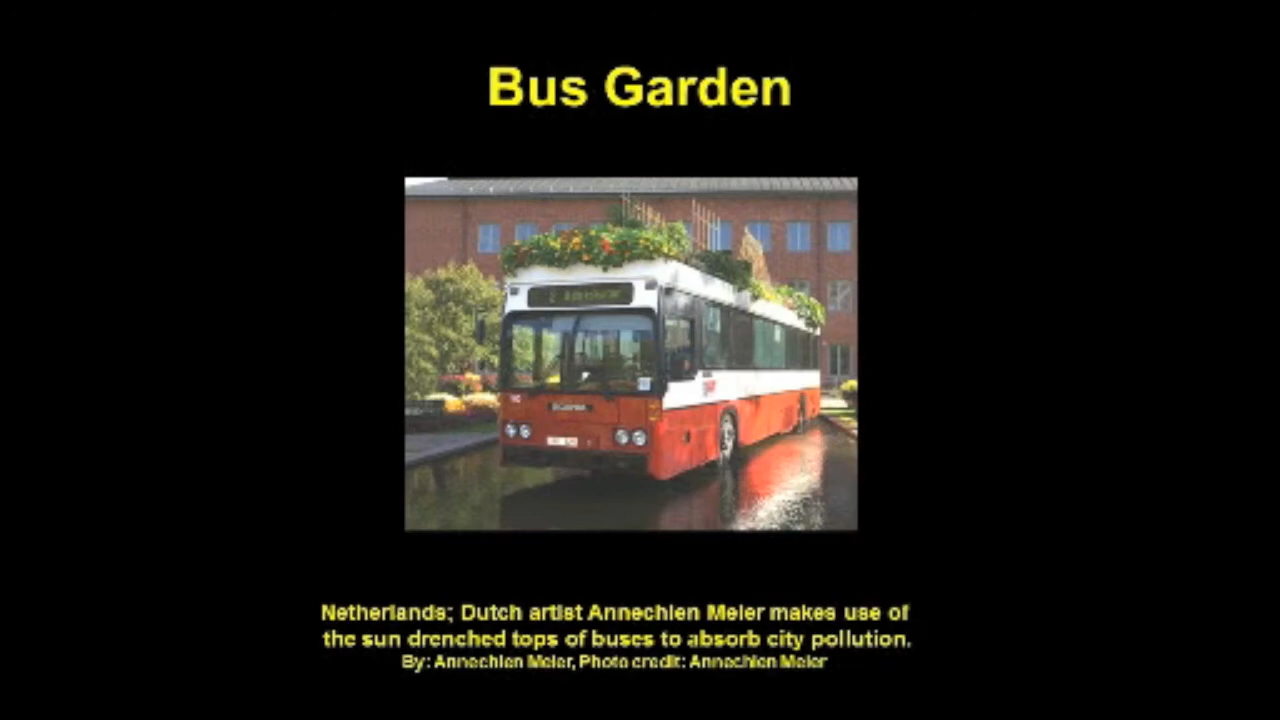 Bus Garden
SCANIA
Netherlands; Dutch artist Annechien Meier makes use of
the sun drenched tops of buses to absorb city pollution.
By: Annechien Meier, Photo credit: Annechien Meier